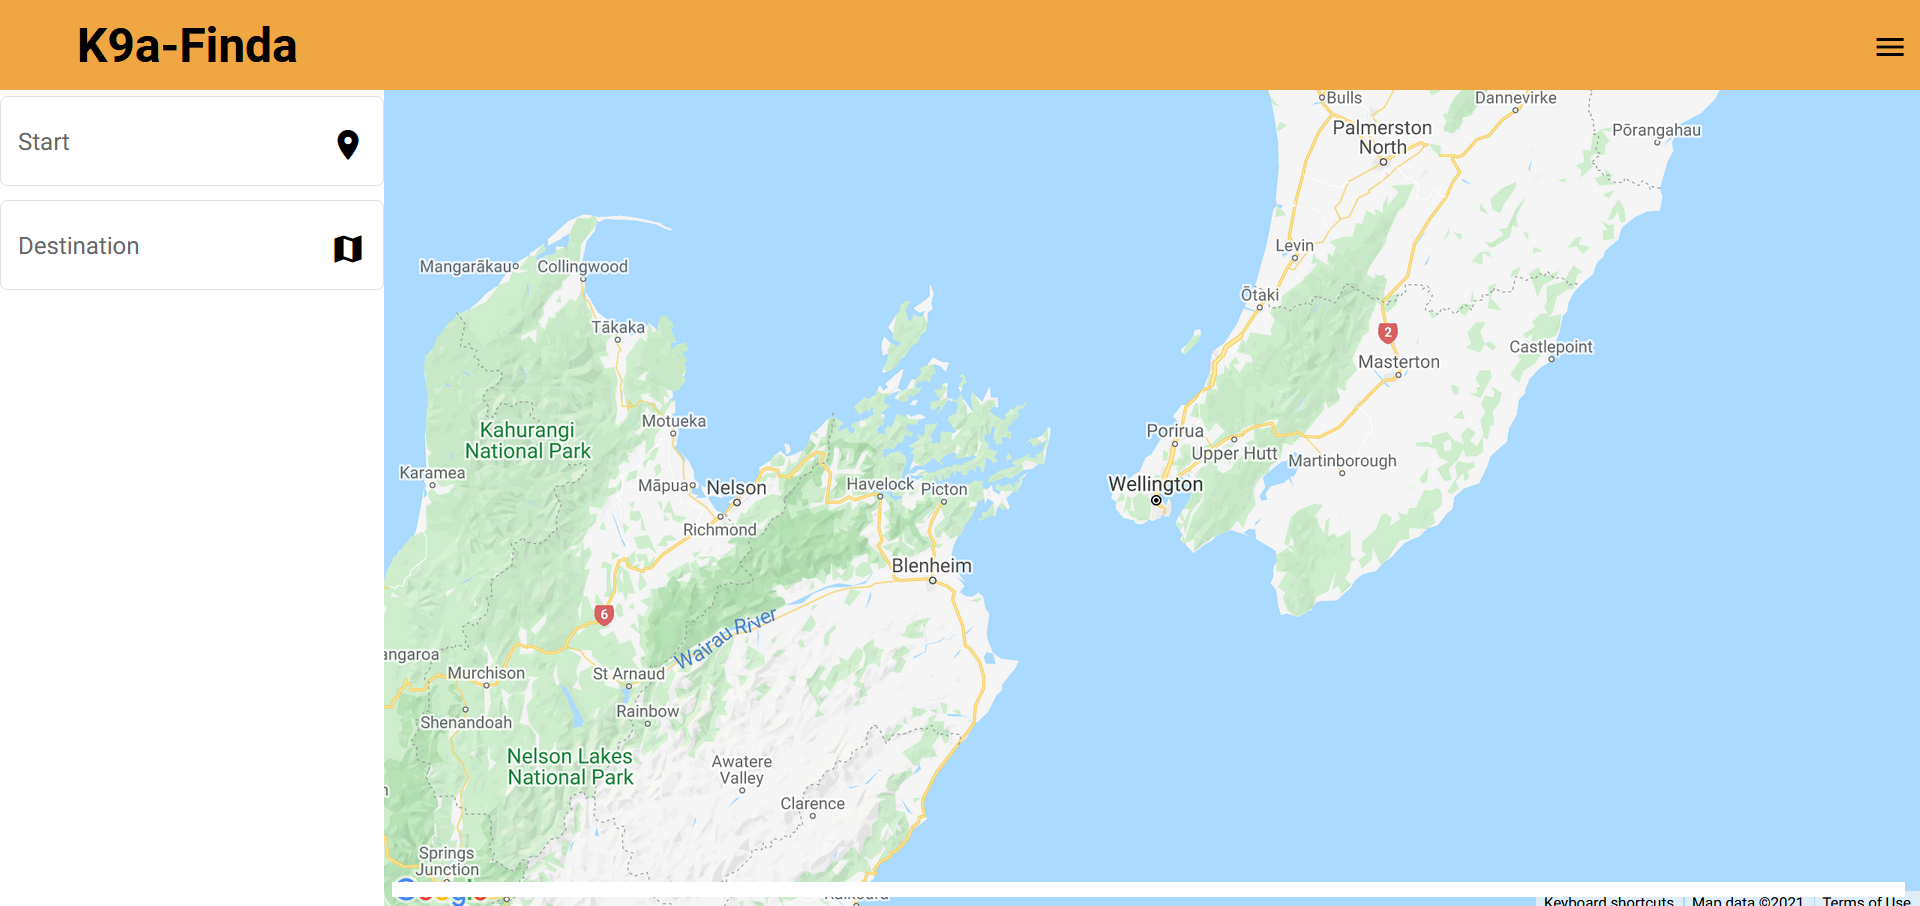 K9a-Finda
Start
Destination
Bulls
Dannevirke
Palmerston
North
Pōrangahau
Levin
Mangarākau
Collingwood
Ōtaki
Tākaka
2
Castlepoint
Masterton
Motueka
Kahurangi
National Park
Porirua
Upper Hutt
Martinborough
Karamea
Māpua
Nelson
Havelock
Picton
Wellington
Richmond
Blenheim
6
Wairau River
angaroa
Murchison
St Arnaud
Rainbow
Shenandoah
Nelson Lakes
National Park
Awatere
Valley
Clarence
Springs
Junction
Google
Keyboard shortcuts
Map data ©2021
Terms of Use